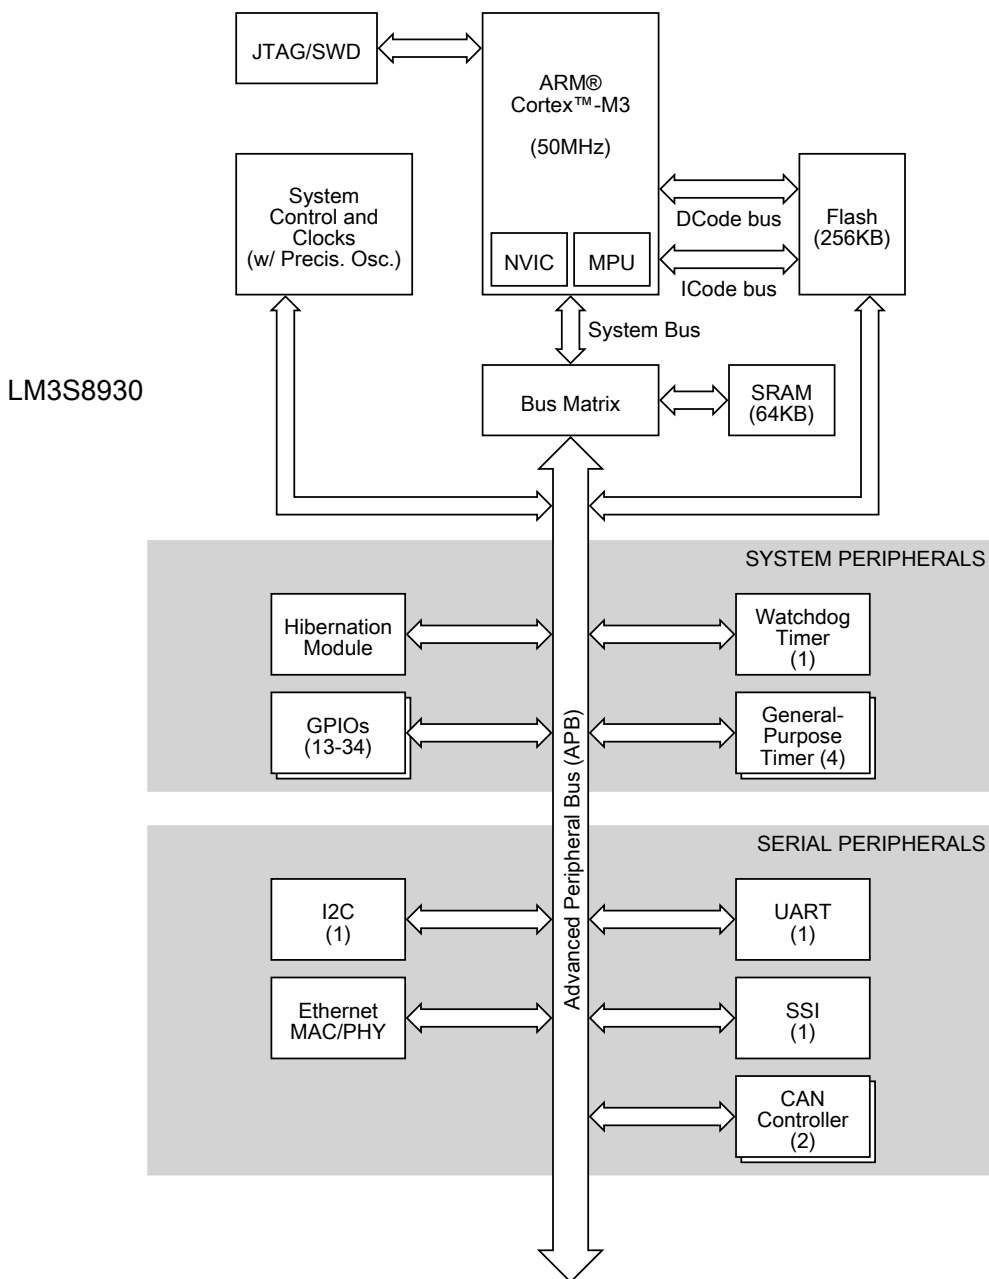 JTAG/SWD
ARM®
Cortex™-M3
(50MHz)
System
Control and
Clocks
(w/ Precis. Osc.)
NVIC
MPU
DCode bus
ICode bus
Flash
(256KB)
System Bus
LM3S8930
Bus Matrix
SRAM
(64KB)
SYSTEM PERIPHERALS
Hibernation
Module
Watchdog
Timer
(1)
GPIOs
(13-34)
General-
Purpose
Timer (4)
Advanced Peripheral Bus (APB)
SERIAL PERIPHERALS
I2C
(1)
UART
(1)
Ethernet
MAC/PHY
SSI
(1)
CAN
Controller
(2)